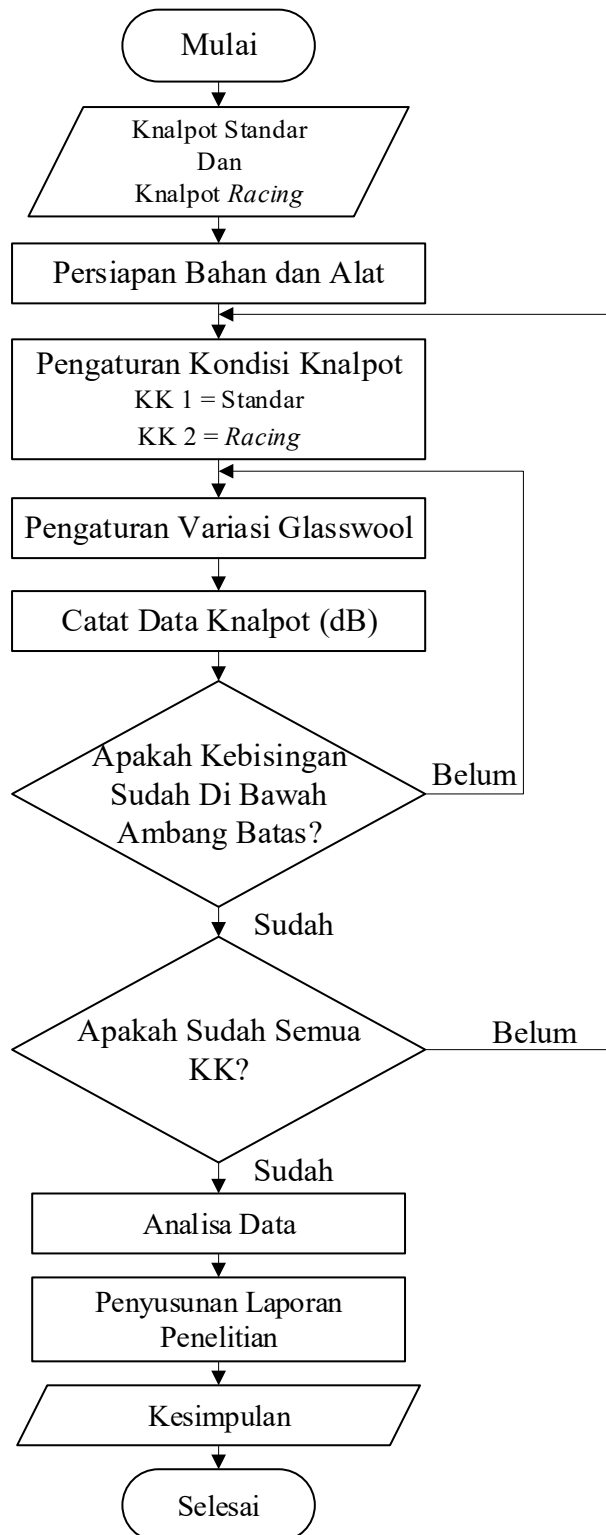 Mulai
Knalpot Standar
Dan
Knalpot Racing
Persiapan Bahan dan Alat
Pengaturan Kondisi Knalpot
KK 1 = Standar
KK 2 = Racing
Pengaturan Variasi Glasswool
Catat Data Knalpot (dB)
Apakah Kebisingan
Sudah Di Bawah
Ambang Batas?
Belum
Sudah
Apakah Sudah Semua
KK?
Belum
Sudah
Analisa Data
Penyusunan Laporan
Penelitian
Kesimpulan
Selesai